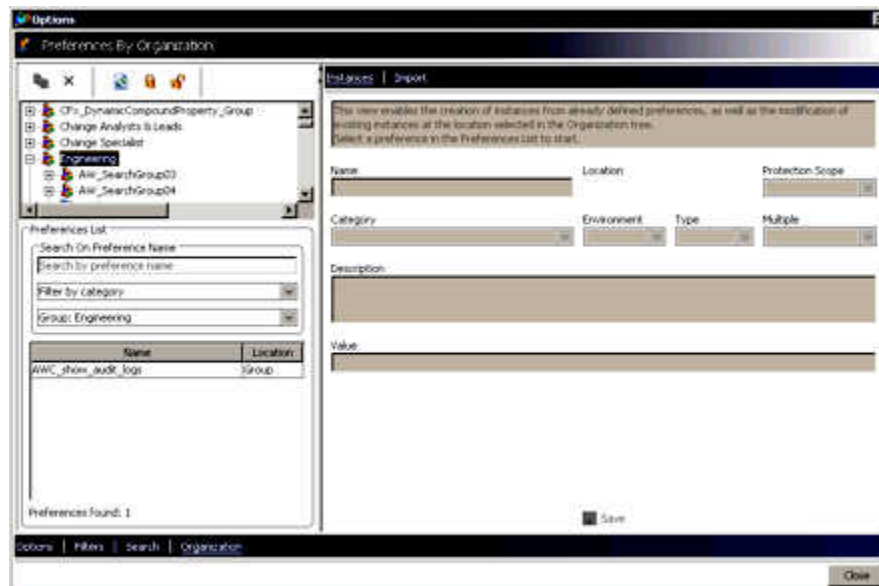 Options
Preferences By Organization
CFx_DynamicCompoundProperty_Group
Change Analysts & Leads
Change Specialist
Engineering
AW_SearchGroup03
AW_SearchGroup04
Preferences List
Search On Preference Name
Search by preference name
Filter by category
Group: Engineering
Name Location
AWC_show_audit_logs Group
Preferences found: 1
Instances | Import
This view enables the creation of instances from already defined preferences, as well as the modification of
existing instances at the location selected in the Organization tree.
Select a preference in the Preferences List to start.
Name Location Protection Scope
Category Environment Type Multiple
Description
Value
Save
Options | Filters | Search | Organization
Close